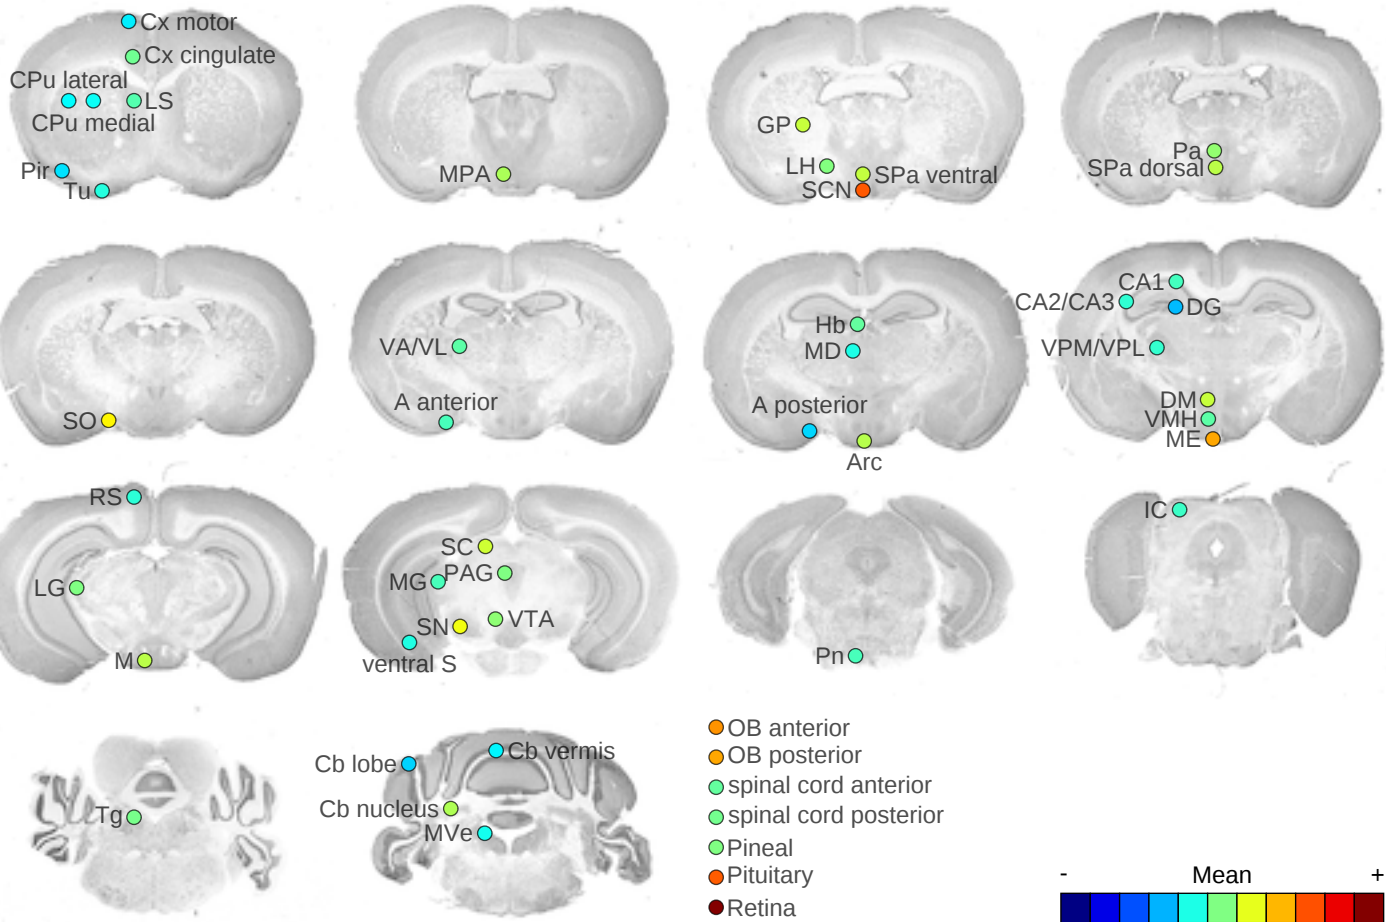 Cx motor
Cx cingulate
CPu lateral
LS
CPu medial
Pir
Tu
MPA
GP
LH
SPa ventral
SCN
Pa
SPa dorsal
SO
VA/VL
A anterior
Hb
MD
A posterior
Arc
CA1
CA2/CA3
DG
VPM/VPL
DM
VMH
ME
RS
LG
M
SC
MG
PAG
SN
VTA
ventral S
Pn
IC
Tg
Cb lobe
Cb vermis
Cb nucleus
MVe
OB anterior
OB posterior
spinal cord anterior
spinal cord posterior
Pineal
Pituitary
Retina
- Mean +